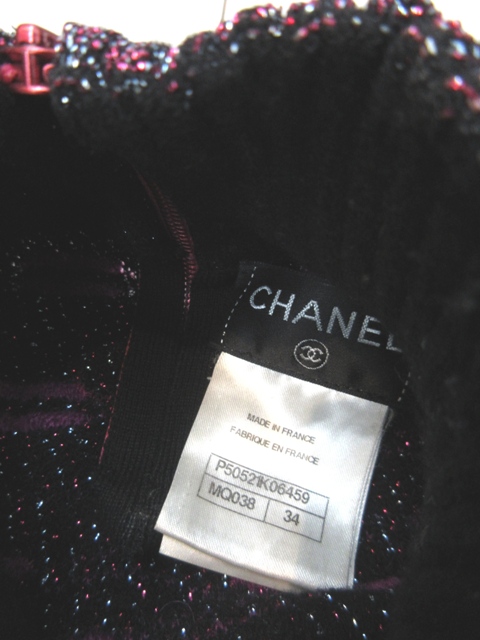 CHANEL
MADE IN FRANCE
FABRIQUE EN FRANCE
P50521K06459
MQ038 34